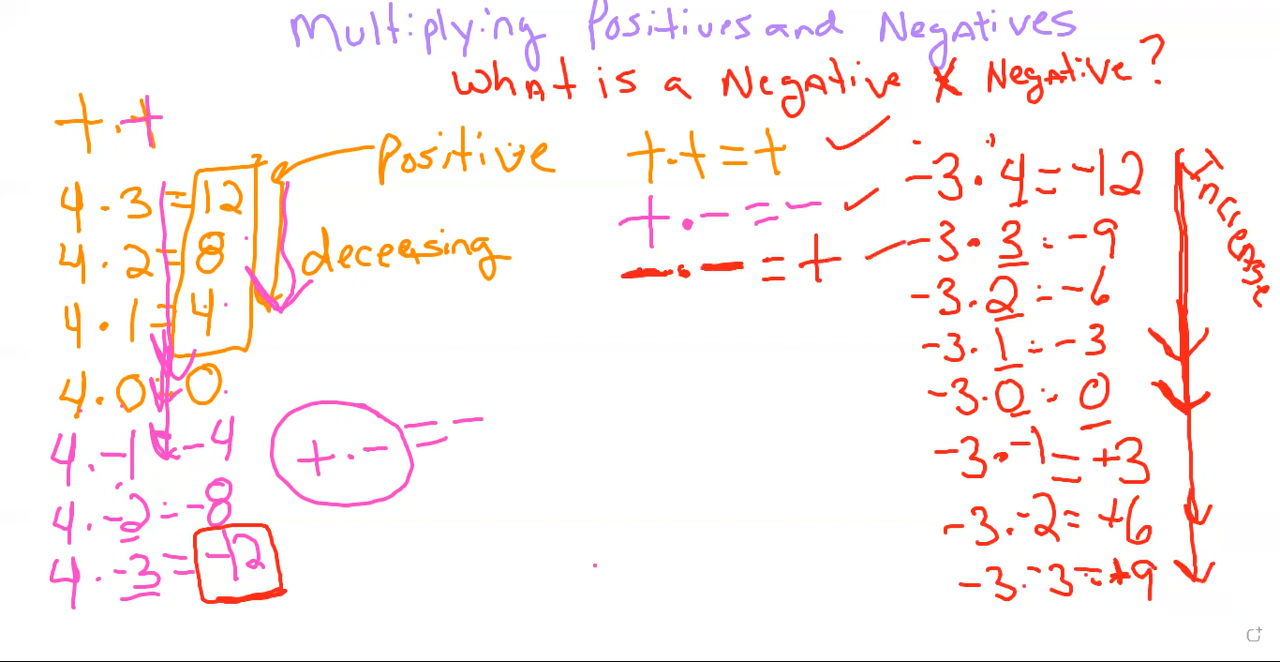 Multiplying Positives and Negatives
What is a Negative x Negative?
+ · +
4 · 3 = 12
4 · 2 = 8
4 · 1 = 4
4 · 0 = 0
4 · -1 = -4
4 · -2 = -8
4 · -3 = -12
Positive
deceasing
+ · - = -
+ · + = + ✓
+ · - = - ✓
- · - = +
-3 · 4 = -12
-3 · 3 = -9
-3 · 2 = -6
-3 · 1 = -3
-3 · 0 = 0
-3 · -1 = +3
-3 · -2 = +6
-3 · -3 = +9
Increase